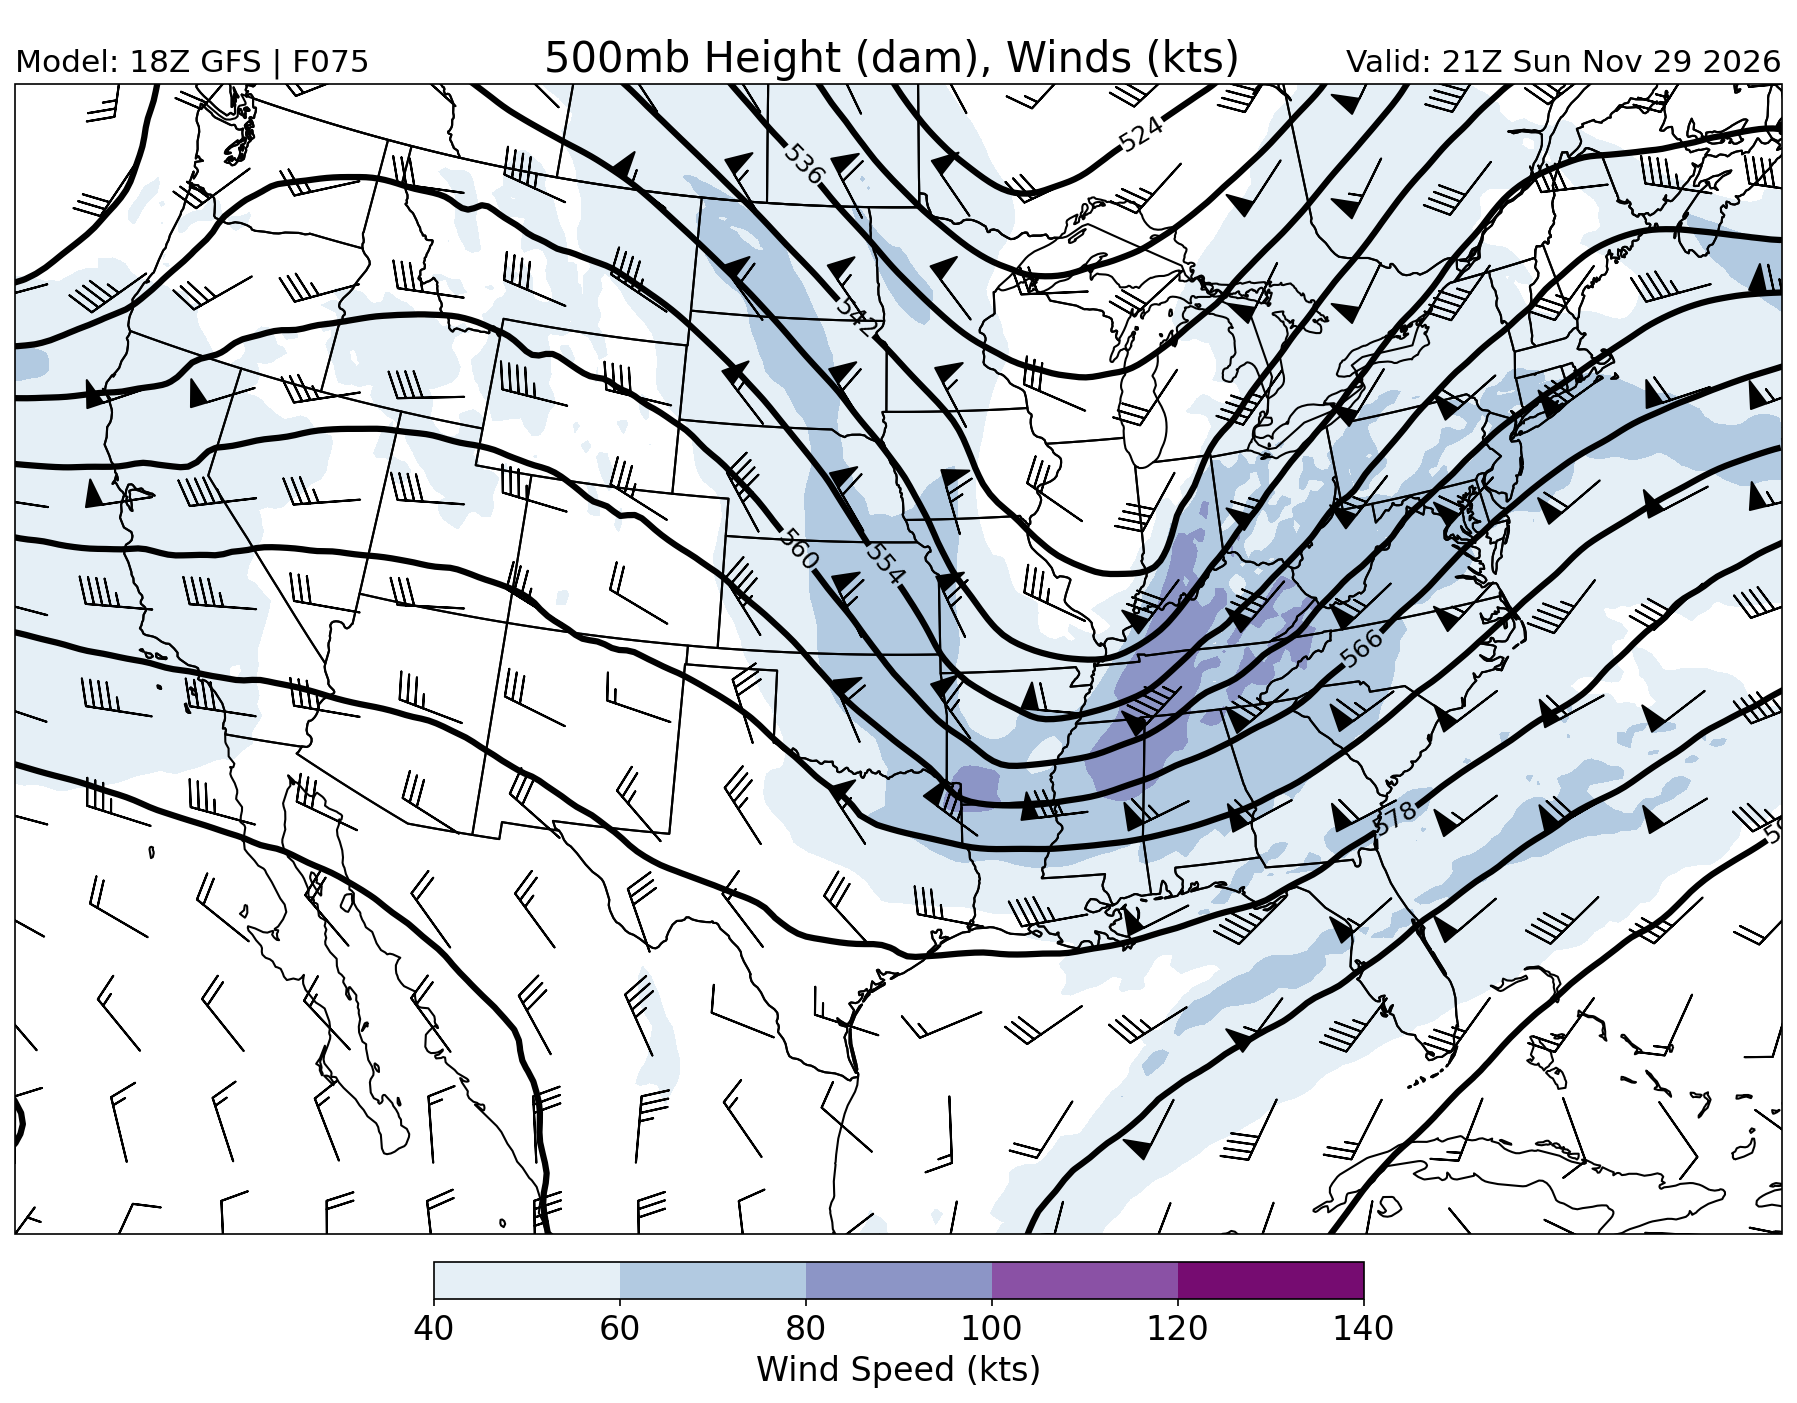 Model: 18Z GFS | F075
500mb Height (dam), Winds (kts)
Valid: 21Z Sun Nov 29 2026
524
536
542
560
554
566
578
40 60 80 100 120 140
Wind Speed (kts)